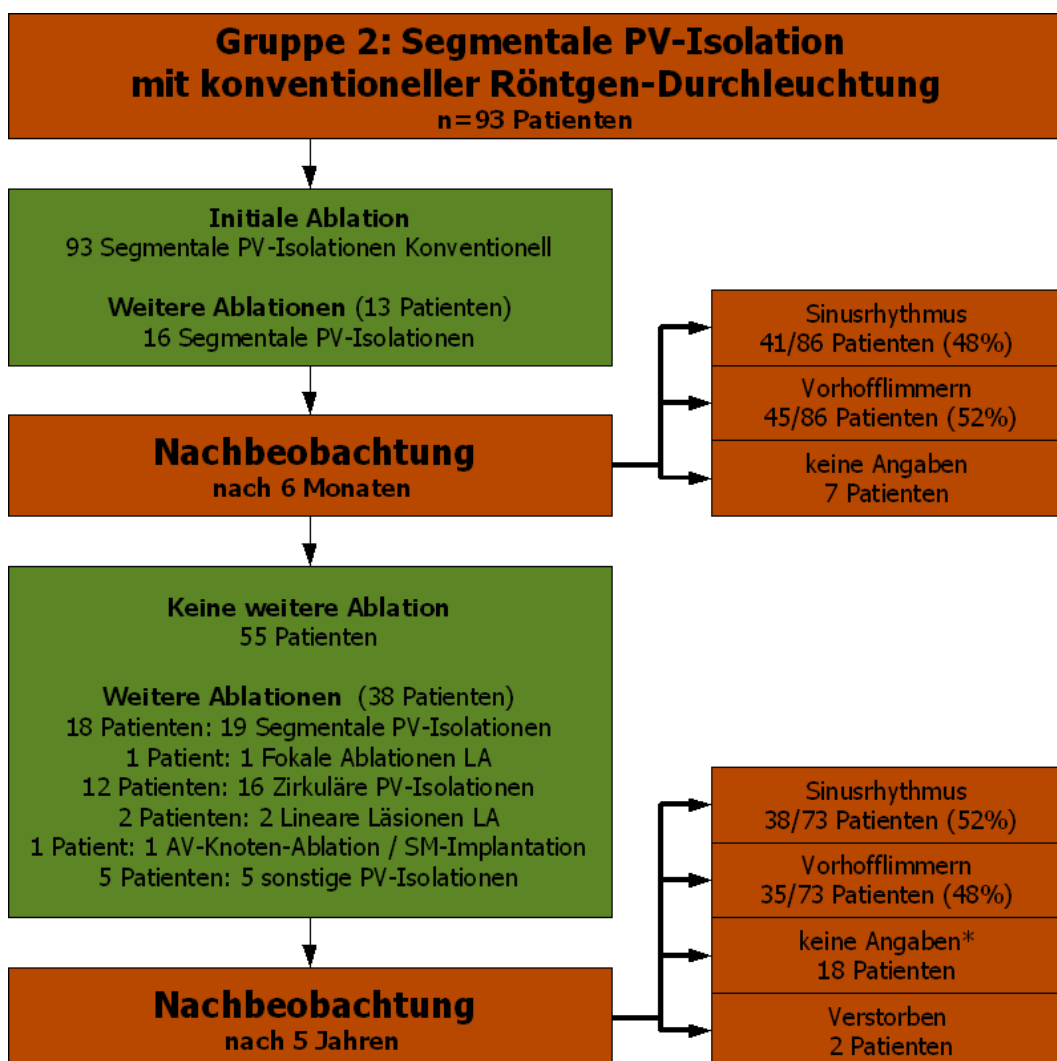 Gruppe 2: Segmentale PV-Isolation
mit konventioneller Röntgen-Durchleuchtung
n=93 Patienten
Initiale Ablation
93 Segmentale PV-Isolationen Konventionell
Weitere Ablationen (13 Patienten)
16 Segmentale PV-Isolationen
Nachbeobachtung
nach 6 Monaten
Sinusrhythmus
41/86 Patienten (48%)
Vorhofflimmern
45/86 Patienten (52%)
keine Angaben
7 Patienten
Keine weitere Ablation
55 Patienten
Weitere Ablationen (38 Patienten)
18 Patienten: 19 Segmentale PV-Isolationen
1 Patient: 1 Fokale Ablationen LA
12 Patienten: 16 Zirkuläre PV-Isolationen
2 Patienten: 2 Lineare Läsionen LA
1 Patient: 1 AV-Knoten-Ablation / SM-Implantation
5 Patienten: 5 sonstige PV-Isolationen
Nachbeobachtung
nach 5 Jahren
Sinusrhythmus
38/73 Patienten (52%)
Vorhofflimmern
35/73 Patienten (48%)
keine Angaben*
18 Patienten
Verstorben
2 Patienten